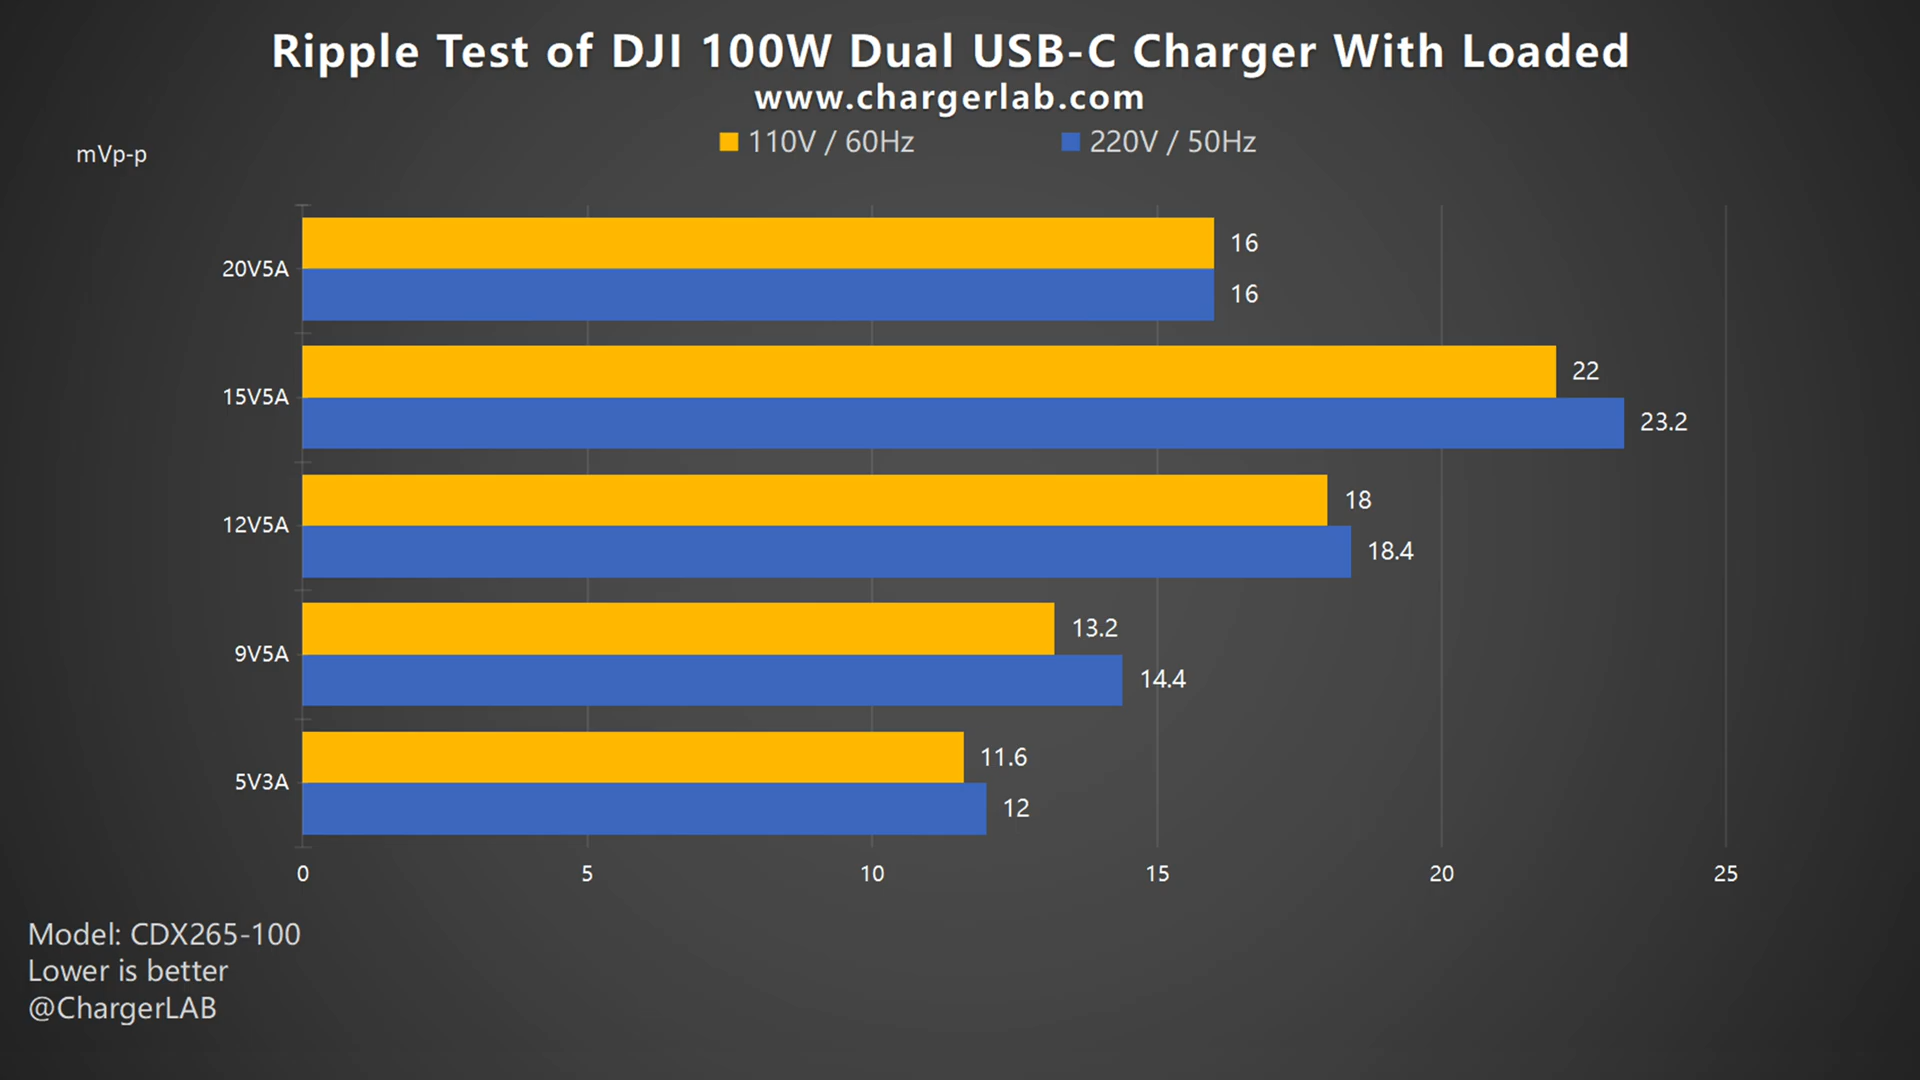 Ripple Test of DJI 100W Dual USB-C Charger With Loaded
www.chargerlab.com
110V / 60Hz 220V / 50Hz
mVp-p
20V5A
16
16
15V5A
22
23.2
12V5A
18
18.4
9V5A
13.2
14.4
5V3A
11.6
12
0 5 10 15 20 25
Model: CDX265-100
Lower is better
@ChargerLAB